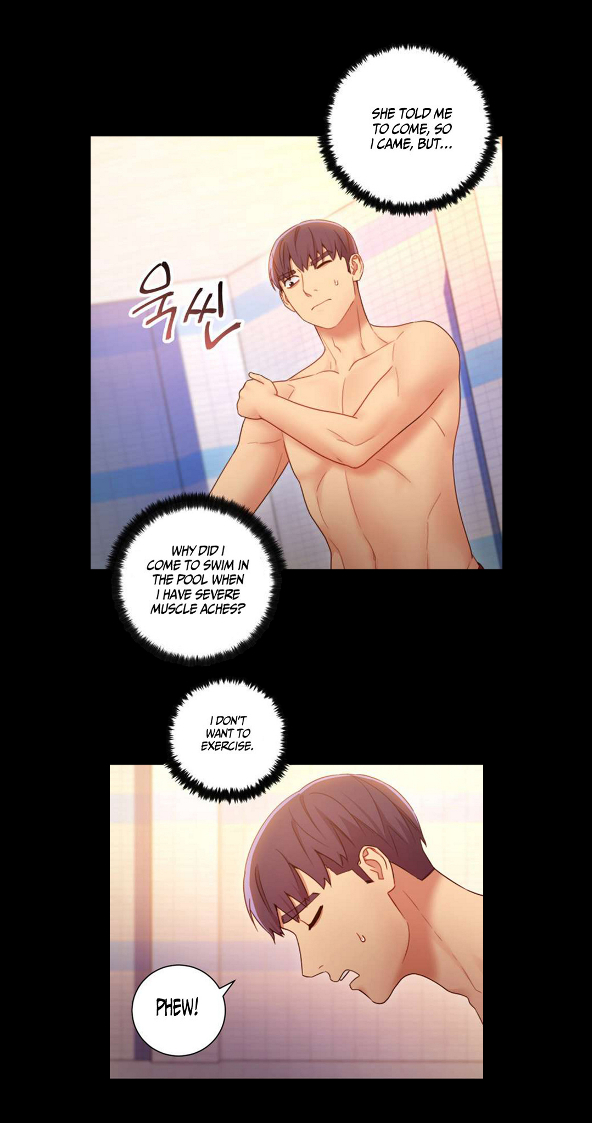 SHE TOLD ME
TO COME, SO
I CAME, BUT...
욱씬
WHY DID I
COME TO SWIM IN
THE POOL WHEN
I HAVE SEVERE
MUSCLE ACHES?
I DON'T
WANT TO
EXERCISE.
PHEW!